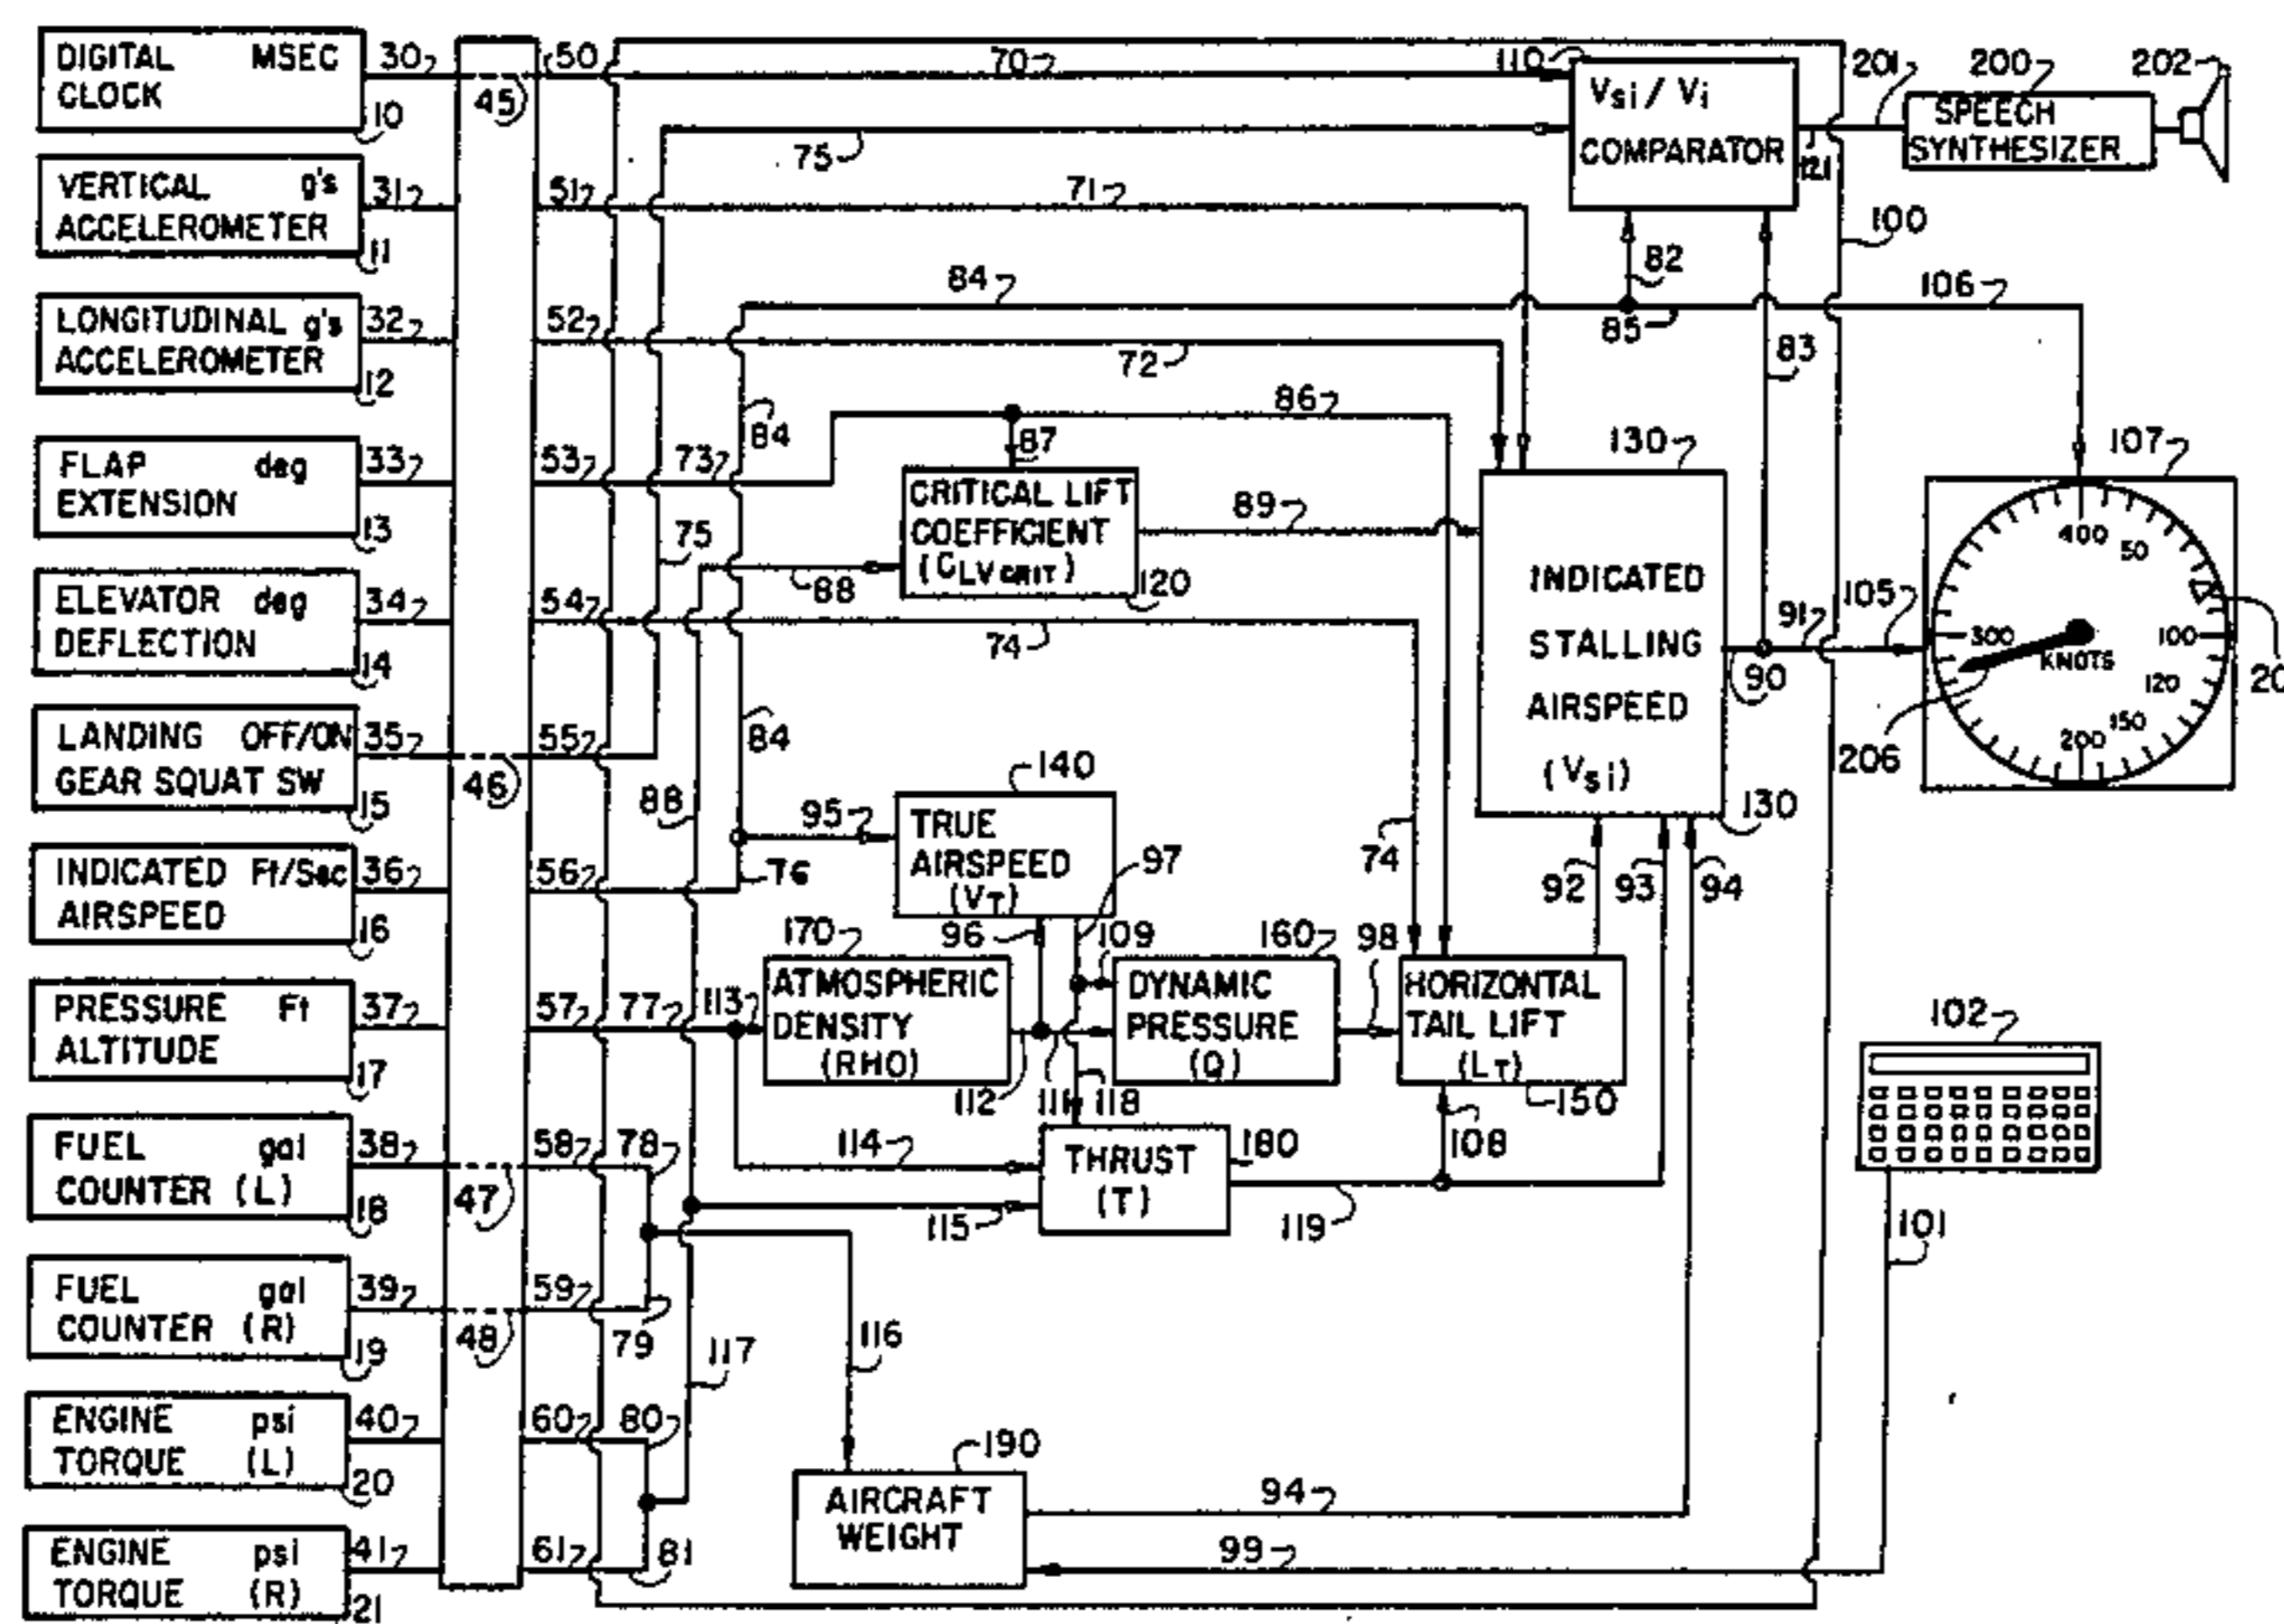 DIGITAL MSEC
CLOCK
10
30
45
50
70
110
Vsi / Vi
COMPARATOR
121
201
200
SPEECH
SYNTHESIZER
202
VERTICAL g's
ACCELEROMETER
11
31
51
75
71
100
LONGITUDINAL g's
ACCELEROMETER
12
32
52
84
72
82
85
83
106
FLAP deg
EXTENSION
13
33
53
73
84
86
87
75
CRITICAL LIFT
COEFFICIENT
(CLVCRIT)
120
88
89
130
107
ELEVATOR deg
DEFLECTION
14
34
54
74
INDICATED
STALLING
AIRSPEED
(Vsi)
130
90
91
105
400
50
100
120
150
200
300
KNOTS
20
206
LANDING OFF/ON
GEAR SQUAT SW
15
35
46
55
88
84
140
INDICATED Ft/Sec
AIRSPEED
16
36
56
76
95
TRUE
AIRSPEED
(VT)
97
74
92
93
94
PRESSURE Ft
ALTITUDE
17
37
57
77
113
170
ATMOSPHERIC
DENSITY
(RHO)
96
109
160
DYNAMIC
PRESSURE
(Q)
98
HORIZONTAL
TAIL LIFT
(LT)
150
112
111
118
108
102
FUEL gal
COUNTER (L)
18
38
47
58
78
114
115
THRUST
(T)
180
119
101
FUEL gal
COUNTER (R)
19
39
48
59
79
117
116
ENGINE psi
TORQUE (L)
20
40
60
80
190
AIRCRAFT
WEIGHT
94
99
ENGINE psi
TORQUE (R)
21
41
61
81